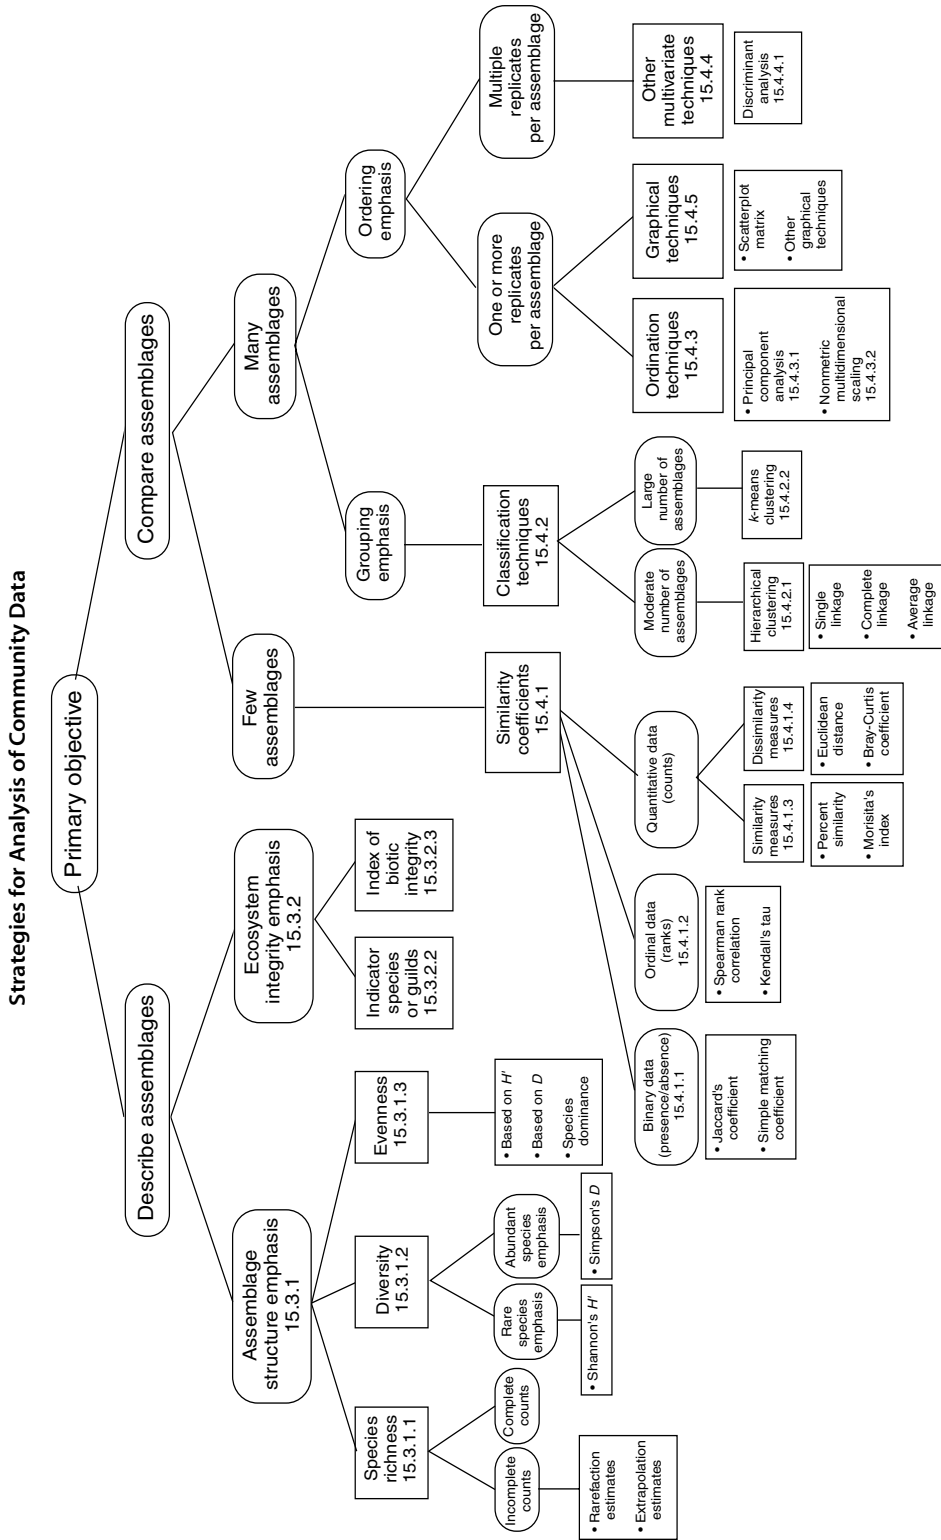 Strategies for Analysis of Community Data
Primary objective
Describe assemblages
Compare assemblages
Assemblage
structure emphasis
15.3.1
Ecosystem
integrity emphasis
15.3.2
Few
assemblages
Many
assemblages
Species
richness
15.3.1.1
Diversity
15.3.1.2
Evenness
15.3.1.3
Indicator
species
or guilds
15.3.2.2
Index of
biotic
integrity
15.3.2.3
Grouping
emphasis
Ordering
emphasis
Incomplete
counts
Complete
counts
Rare
species
emphasis
Abundant
species
emphasis
• Based on H'
• Based on D
• Species
dominance
Similarity
coefficients
15.4.1
Classification
techniques
15.4.2
One or more
replicates
per assemblage
Multiple
replicates
per assemblage
• Rarefaction
estimates
• Extrapolation
estimates
• Shannon's H'
• Simpson's D
Binary data
(presence/absence)
15.4.1.1
Ordinal data
(ranks)
15.4.1.2
Quantitative data
(counts)
Moderate
number of
assemblages
Large
number of
assemblages
Ordination
techniques
15.4.3
Graphical
techniques
15.4.5
Other
multivariate
techniques
15.4.4
• Jaccard's
coefficient
• Simple matching
coefficient
• Spearman rank
correlation
• Kendall's tau
Similarity
measures
15.4.1.3
Dissimilarity
measures
15.4.1.4
Hierarchical
clustering
15.4.2.1
k-means
clustering
15.4.2.2
• Principal
component
analysis
15.4.3.1
• Nonmetric
multidimensional
scaling
15.4.3.2
• Scatterplot
matrix
• Other
graphical
techniques
Discriminant
analysis
15.4.4.1
• Percent
similarity
• Morisita's
index
• Euclidean
distance
• Bray-Curtis
coefficient
• Single
linkage
• Complete
linkage
• Average
linkage